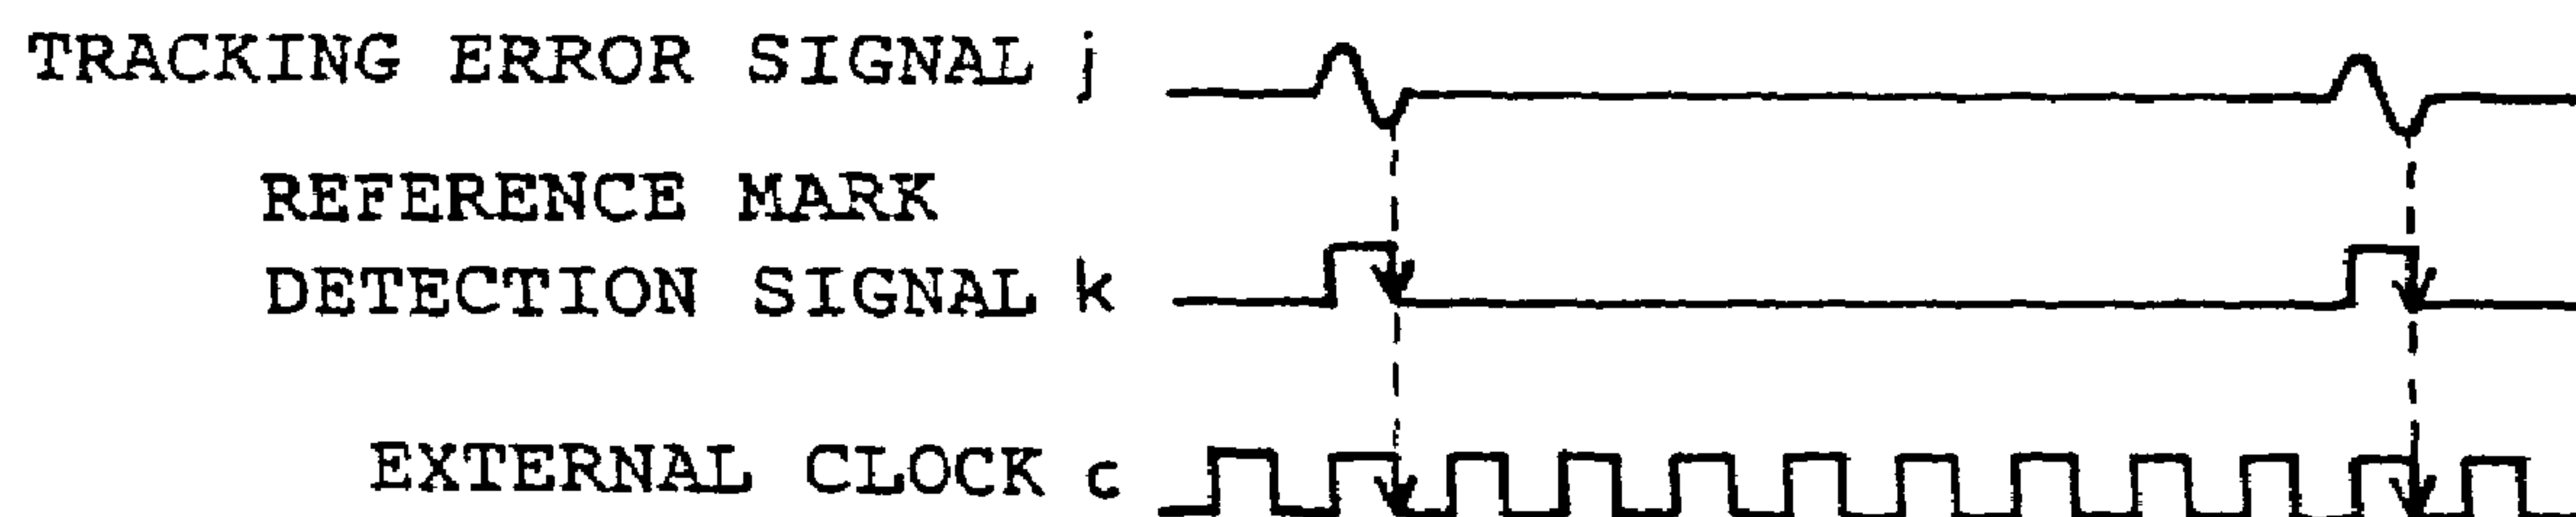 TRACKING ERROR SIGNAL j
REFERENCE MARK
DETECTION SIGNAL k
EXTERNAL CLOCK c